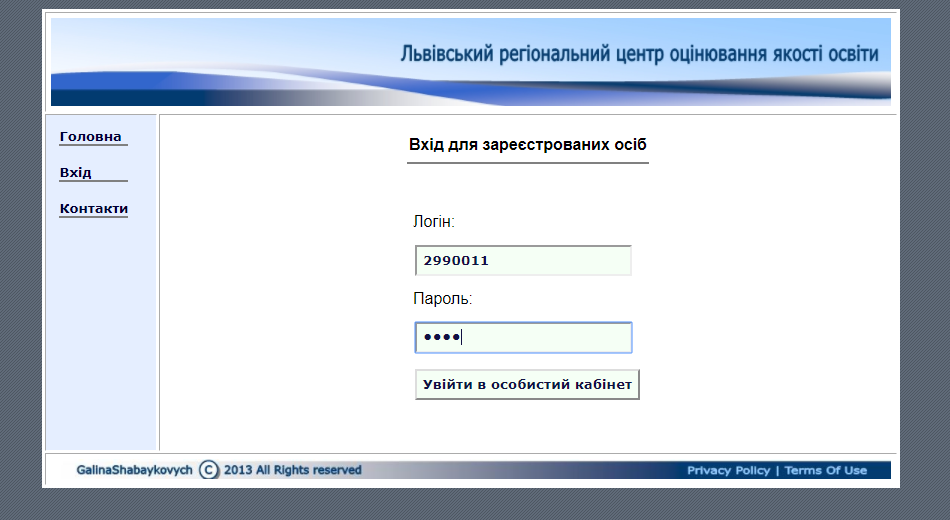 Львівський регіональний центр оцінювання якості освіти
Головна
Вхід
Контакти
Вхід для зареєстрованих осіб
Логін:
2990011
Пароль:
••••
Увійти в особистий кабінет
GalinaShabaykovych © 2013 All Rights reserved
Privacy Policy | Terms Of Use